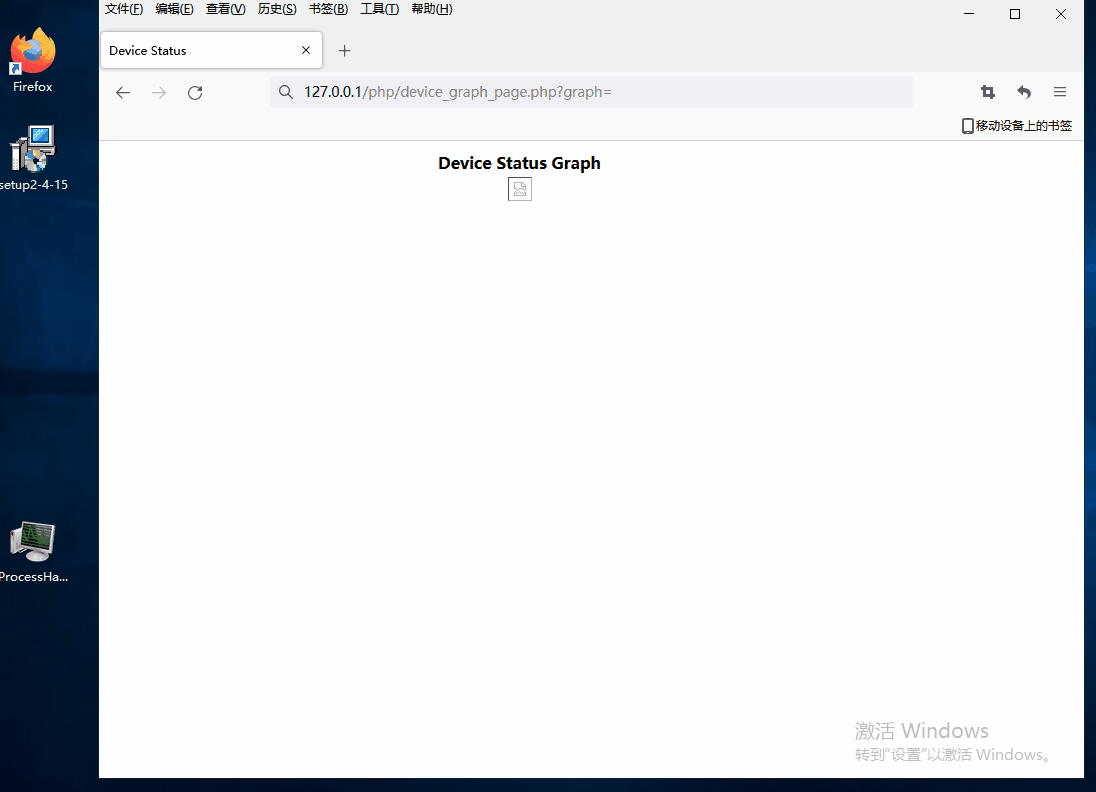 文件(F) 编辑(E) 查看(V) 历史(S) 书签(B) 工具(T) 帮助(H)
Device Status
127.0.0.1/php/device_graph_page.php?graph=
移动设备上的书签
Device Status Graph
Firefox
setup2-4-15
ProcessHa...
激活 Windows
转到"设置"以激活 Windows。